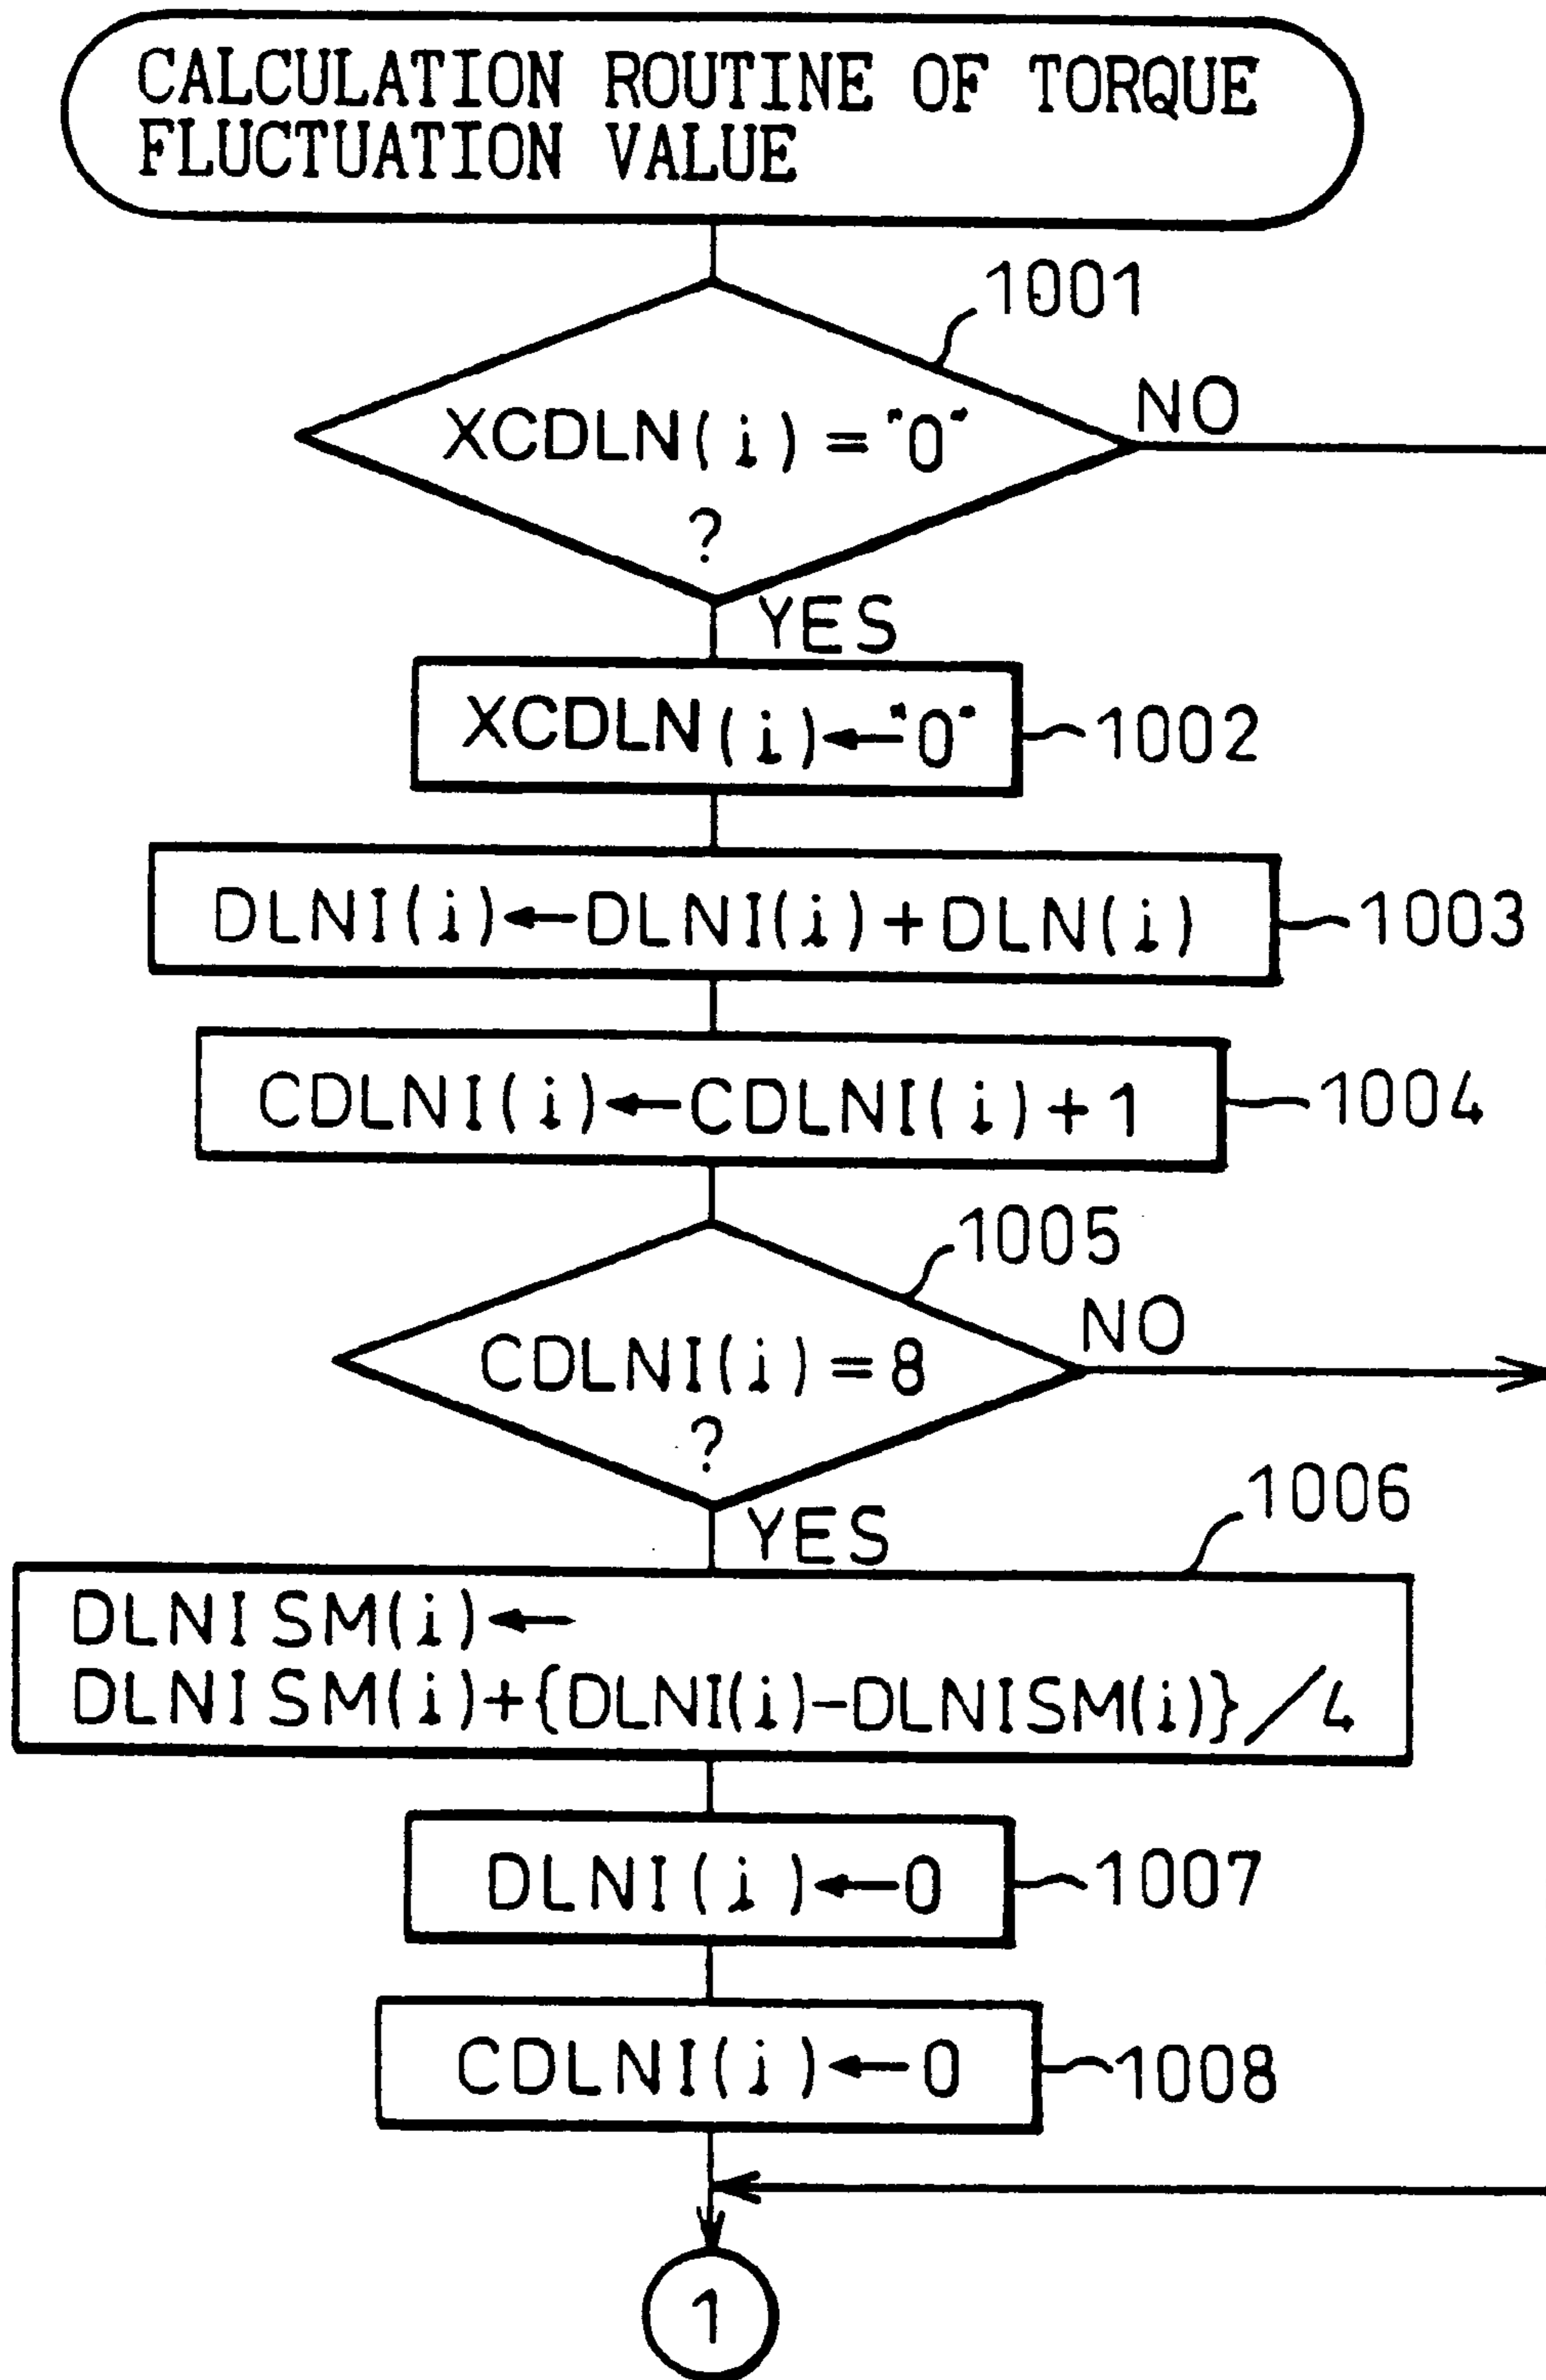 CALCULATION ROUTINE OF TORQUE
FLUCTUATION VALUE
1001
XCDLN(i)="0"
?
NO
YES
XCDLN(i)←"0"
1002
DLNI(i)←DLNI(i)+DLN(i)
1003
CDLNI(i)←CDLNI(i)+1
1004
1005
CDLNI(i)=8
?
NO
YES
1006
DLNISM(i)←
DLNISM(i)+{DLNI(i)-DLNISM(i)}/4
DLNI(i)←0
1007
CDLNI(i)←0
1008
1